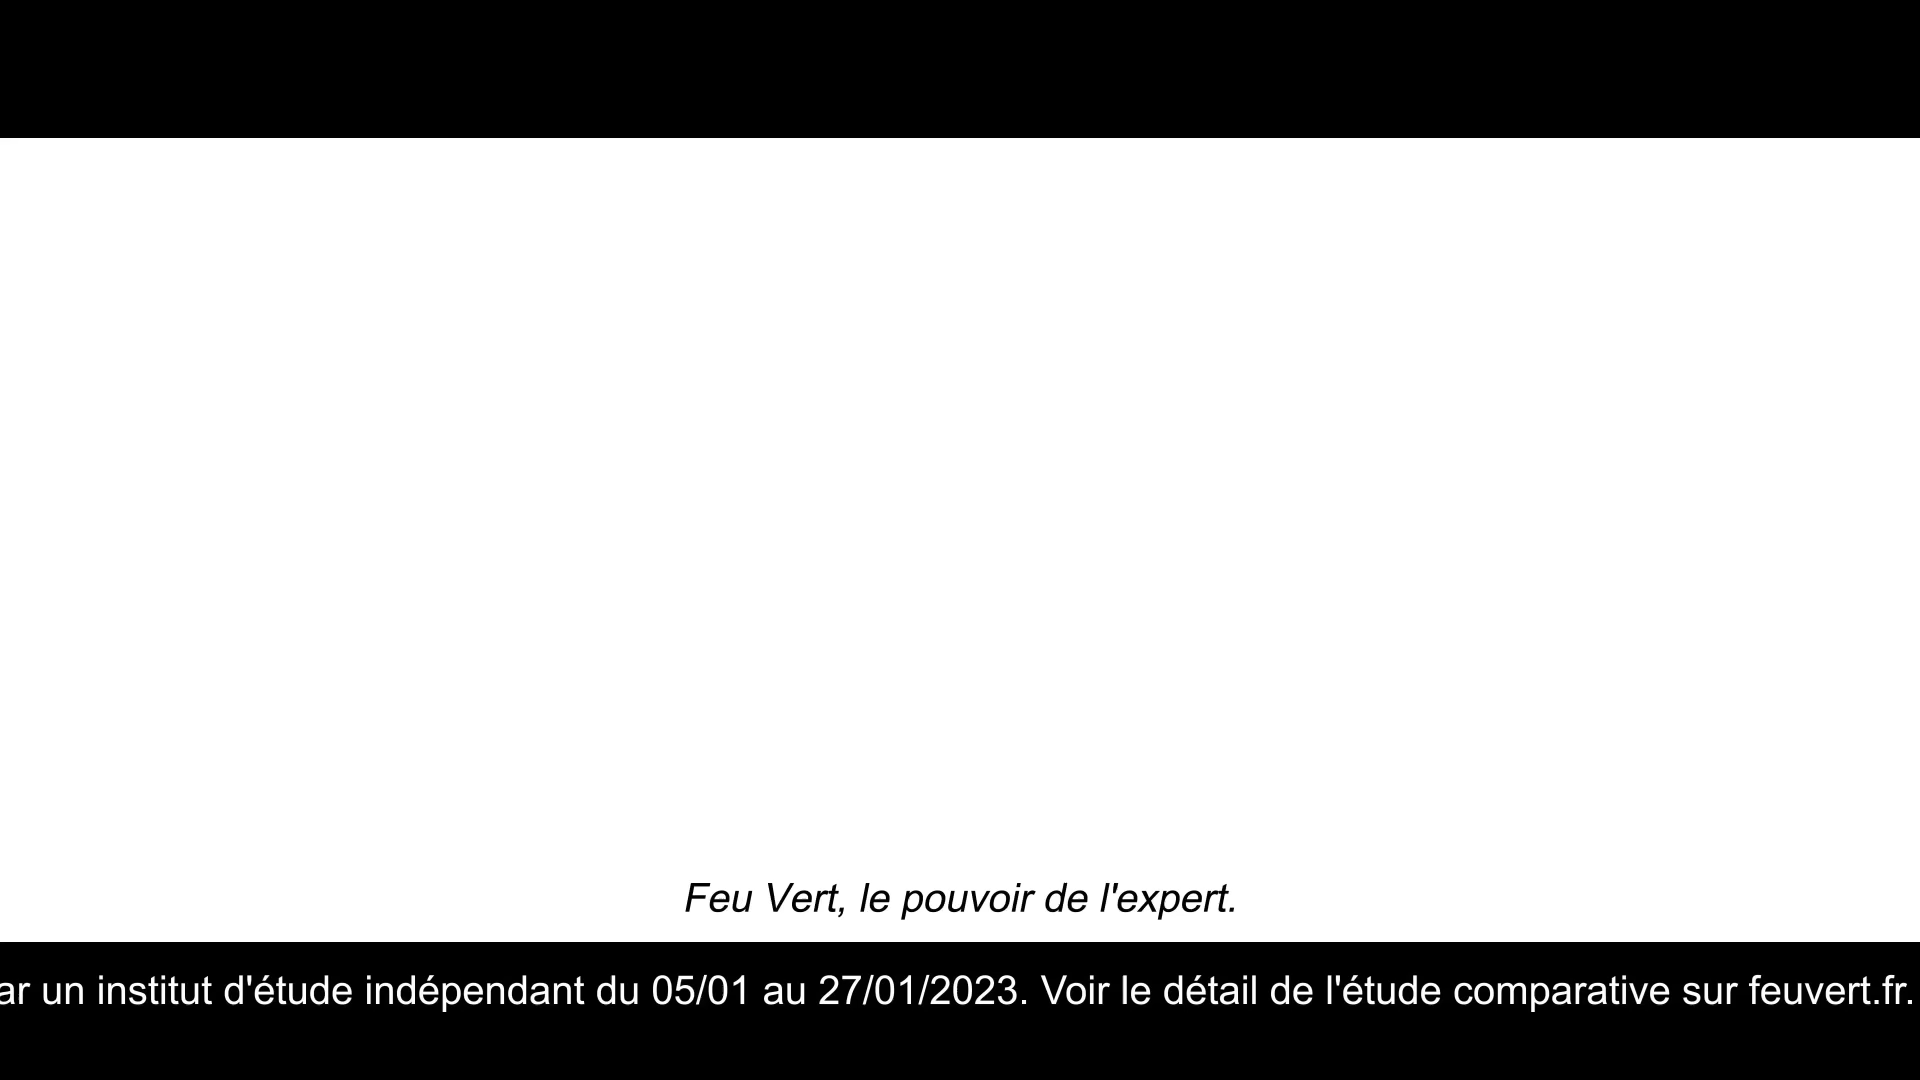 Feu Vert, le pouvoir de l'expert.
un institut d'étude indépendant du 05/01 au 27/01/2023. Voir le détail de l'étude comparative sur feuvert.fr.